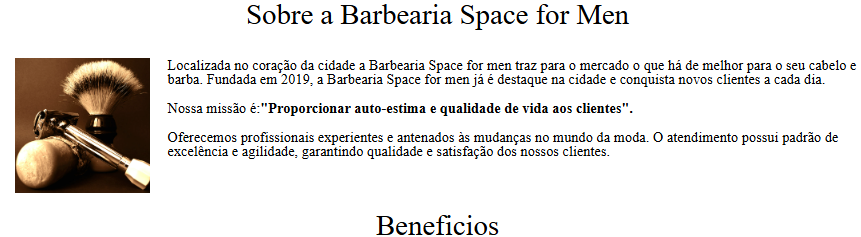 Sobre a Barbearia Space for Men
Localizada no coração da cidade a Barbearia Space for men traz para o mercado o que há de melhor para o seu cabelo e
barba. Fundada em 2019, a Barbearia Space for men já é destaque na cidade e conquista novos clientes a cada dia.
Nossa missão é:"Proporcionar auto-estima e qualidade de vida aos clientes".
Oferecemos profissionais experientes e antenados às mudanças no mundo da moda. O atendimento possui padrão de
excelência e agilidade, garantindo qualidade e satisfação dos nossos clientes.
Beneficios